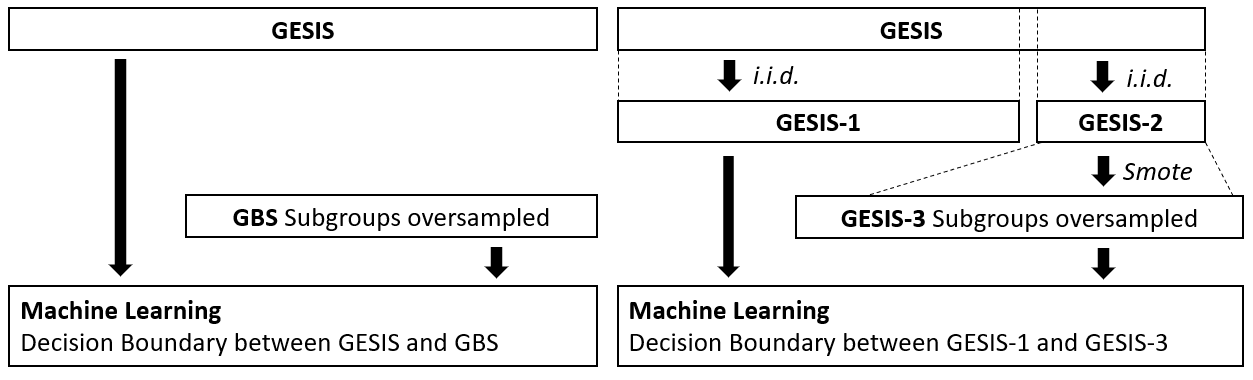 GESIS
GBS Subgroups oversampled
Machine Learning
Decision Boundary between GESIS and GBS
GESIS
i.i.d.
i.i.d.
GESIS-1
GESIS-2
Smote
GESIS-3 Subgroups oversampled
Machine Learning
Decision Boundary between GESIS-1 and GESIS-3